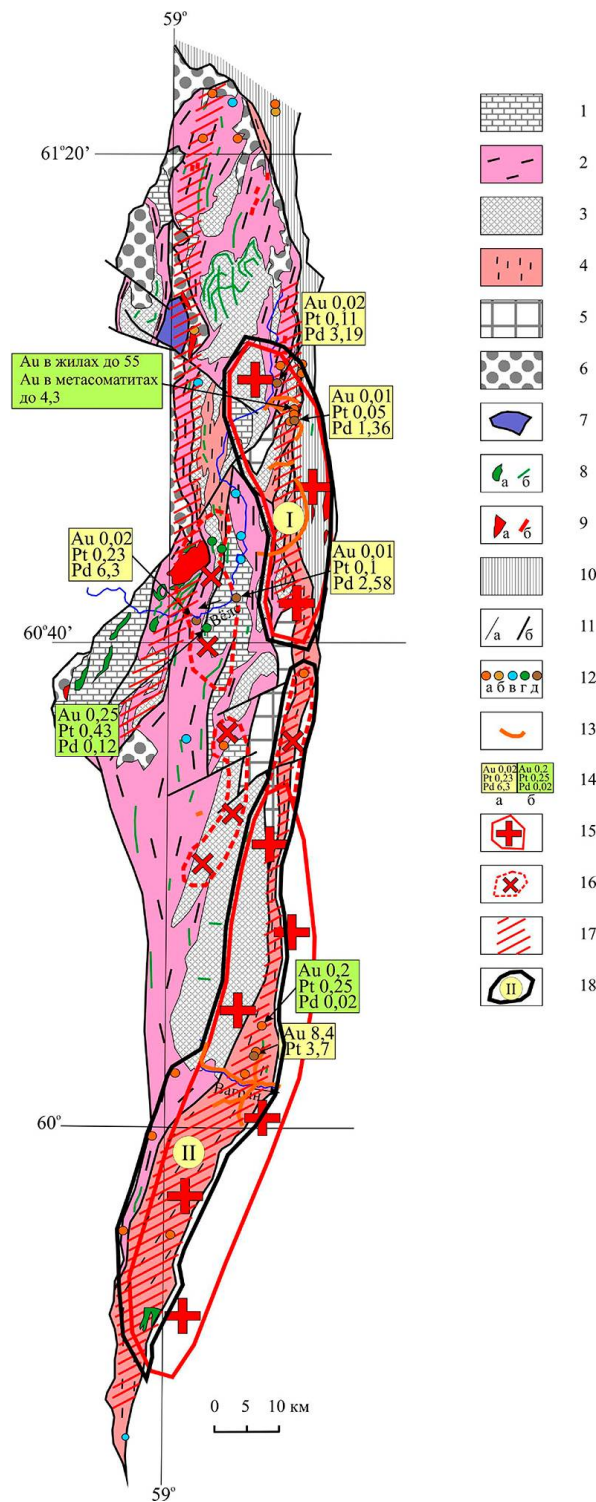 59°
61°20'
Au 0,02
Pt 0,11
Pd 3,19
Au в жилах до 55
Au в метасоматитах
до 4,3
Au 0,01
Pt 0,05
Pd 1,36
I
Au 0,02
Pt 0,23
Pd 6,3
Au 0,01
Pt 0,1
Pd 2,58
Велс
60°40'
Au 0,25
Pt 0,43
Pd 0,12
Au 0,2
Pt 0,25
Pd 0,02
Au 8,4
Pt 3,7
Вагран
60°
II
0 5 10 км
59°
1
2
3
4
5
6
7
а б 8
а б 9
10
а б 11
а б в г д 12
13
Au 0,02 Au 0,2
Pt 0,23 Pt 0,25
Pd 6,3 Pd 0,02
а б 14
15
16
17
II 18